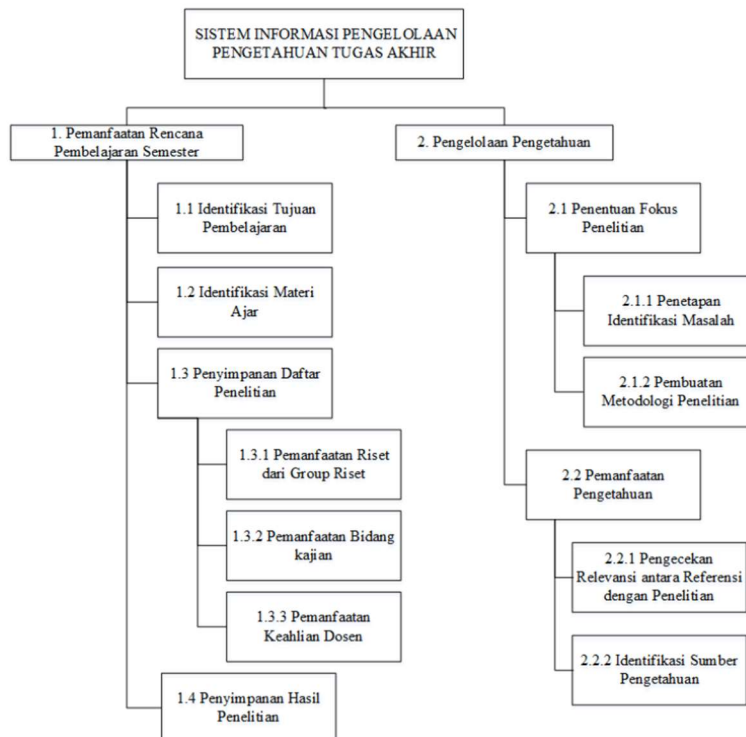 SISTEM INFORMASI PENGELOLAAN
PENGETAHUAN TUGAS AKHIR
1. Pemanfaatan Rencana
Pembelajaran Semester
1.1 Identifikasi Tujuan
Pembelajaran
1.2 Identifikasi Materi
Ajar
1.3 Penyimpanan Daftar
Penelitian
1.3.1 Pemanfaatan Riset
dari Group Riset
1.3.2 Pemanfaatan Bidang
kajian
1.3.3 Pemanfaatan
Keahlian Dosen
1.4 Penyimpanan Hasil
Penelitian
2. Pengelolaan Pengetahuan
2.1 Penentuan Fokus
Penelitian
2.1.1 Penetapan
Identifikasi Masalah
2.1.2 Pembuatan
Metodologi Penelitian
2.2 Pemanfaatan
Pengetahuan
2.2.1 Pengecekan
Relevansi antara Referensi
dengan Penelitian
2.2.2 Identifikasi Sumber
Pengetahuan